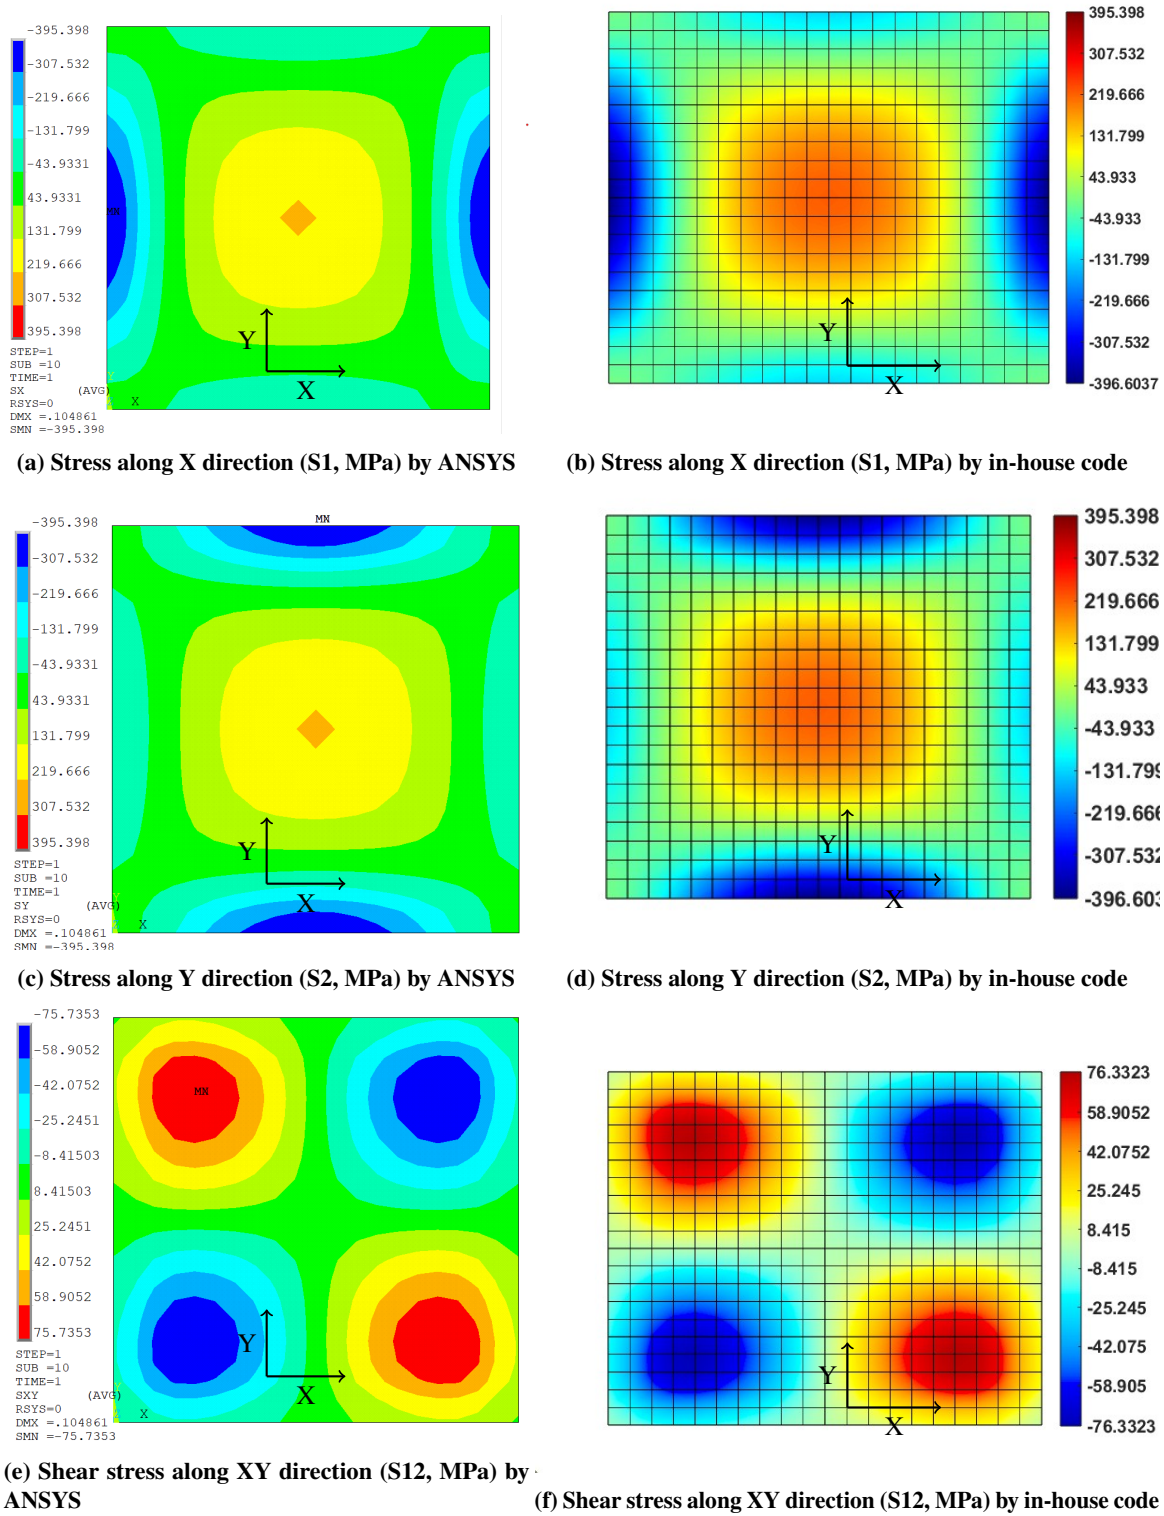 -395.398
-307.532
-219.666
-131.799
-43.9331
43.9331
131.799
219.666
307.532
395.398
STEP=1
SUB =10
TIME=1
SX (AVG)
RSYS=0
DMX =.104861
SMN =-395.398
MN
Y
X
X
395.398
307.532
219.666
131.799
43.933
-43.933
-131.799
-219.666
-307.532
-396.6037
Y
X
(a) Stress along X direction (S1, MPa) by ANSYS
(b) Stress along X direction (S1, MPa) by in-house code
-395.398
-307.532
-219.666
-131.799
-43.9331
43.9331
131.799
219.666
307.532
395.398
STEP=1
SUB =10
TIME=1
SY (AVG)
RSYS=0
DMX =.104861
SMN =-395.398
MN
Y
X
X
395.398
307.532
219.666
131.799
43.933
-43.933
-131.799
-219.666
-307.532
-396.603
Y
X
(c) Stress along Y direction (S2, MPa) by ANSYS
(d) Stress along Y direction (S2, MPa) by in-house code
-75.7353
-58.9052
-42.0752
-25.2451
-8.41503
8.41503
25.2451
42.0752
58.9052
75.7353
STEP=1
SUB =10
TIME=1
SXY (AVG)
RSYS=0
DMX =.104861
SMN =-75.7353
MN
Y
X
X
76.3323
58.9052
42.0752
25.245
8.415
-8.415
-25.245
-42.075
-58.905
-76.3323
Y
X
(e) Shear stress along XY direction (S12, MPa) by
ANSYS
(f) Shear stress along XY direction (S12, MPa) by in-house code